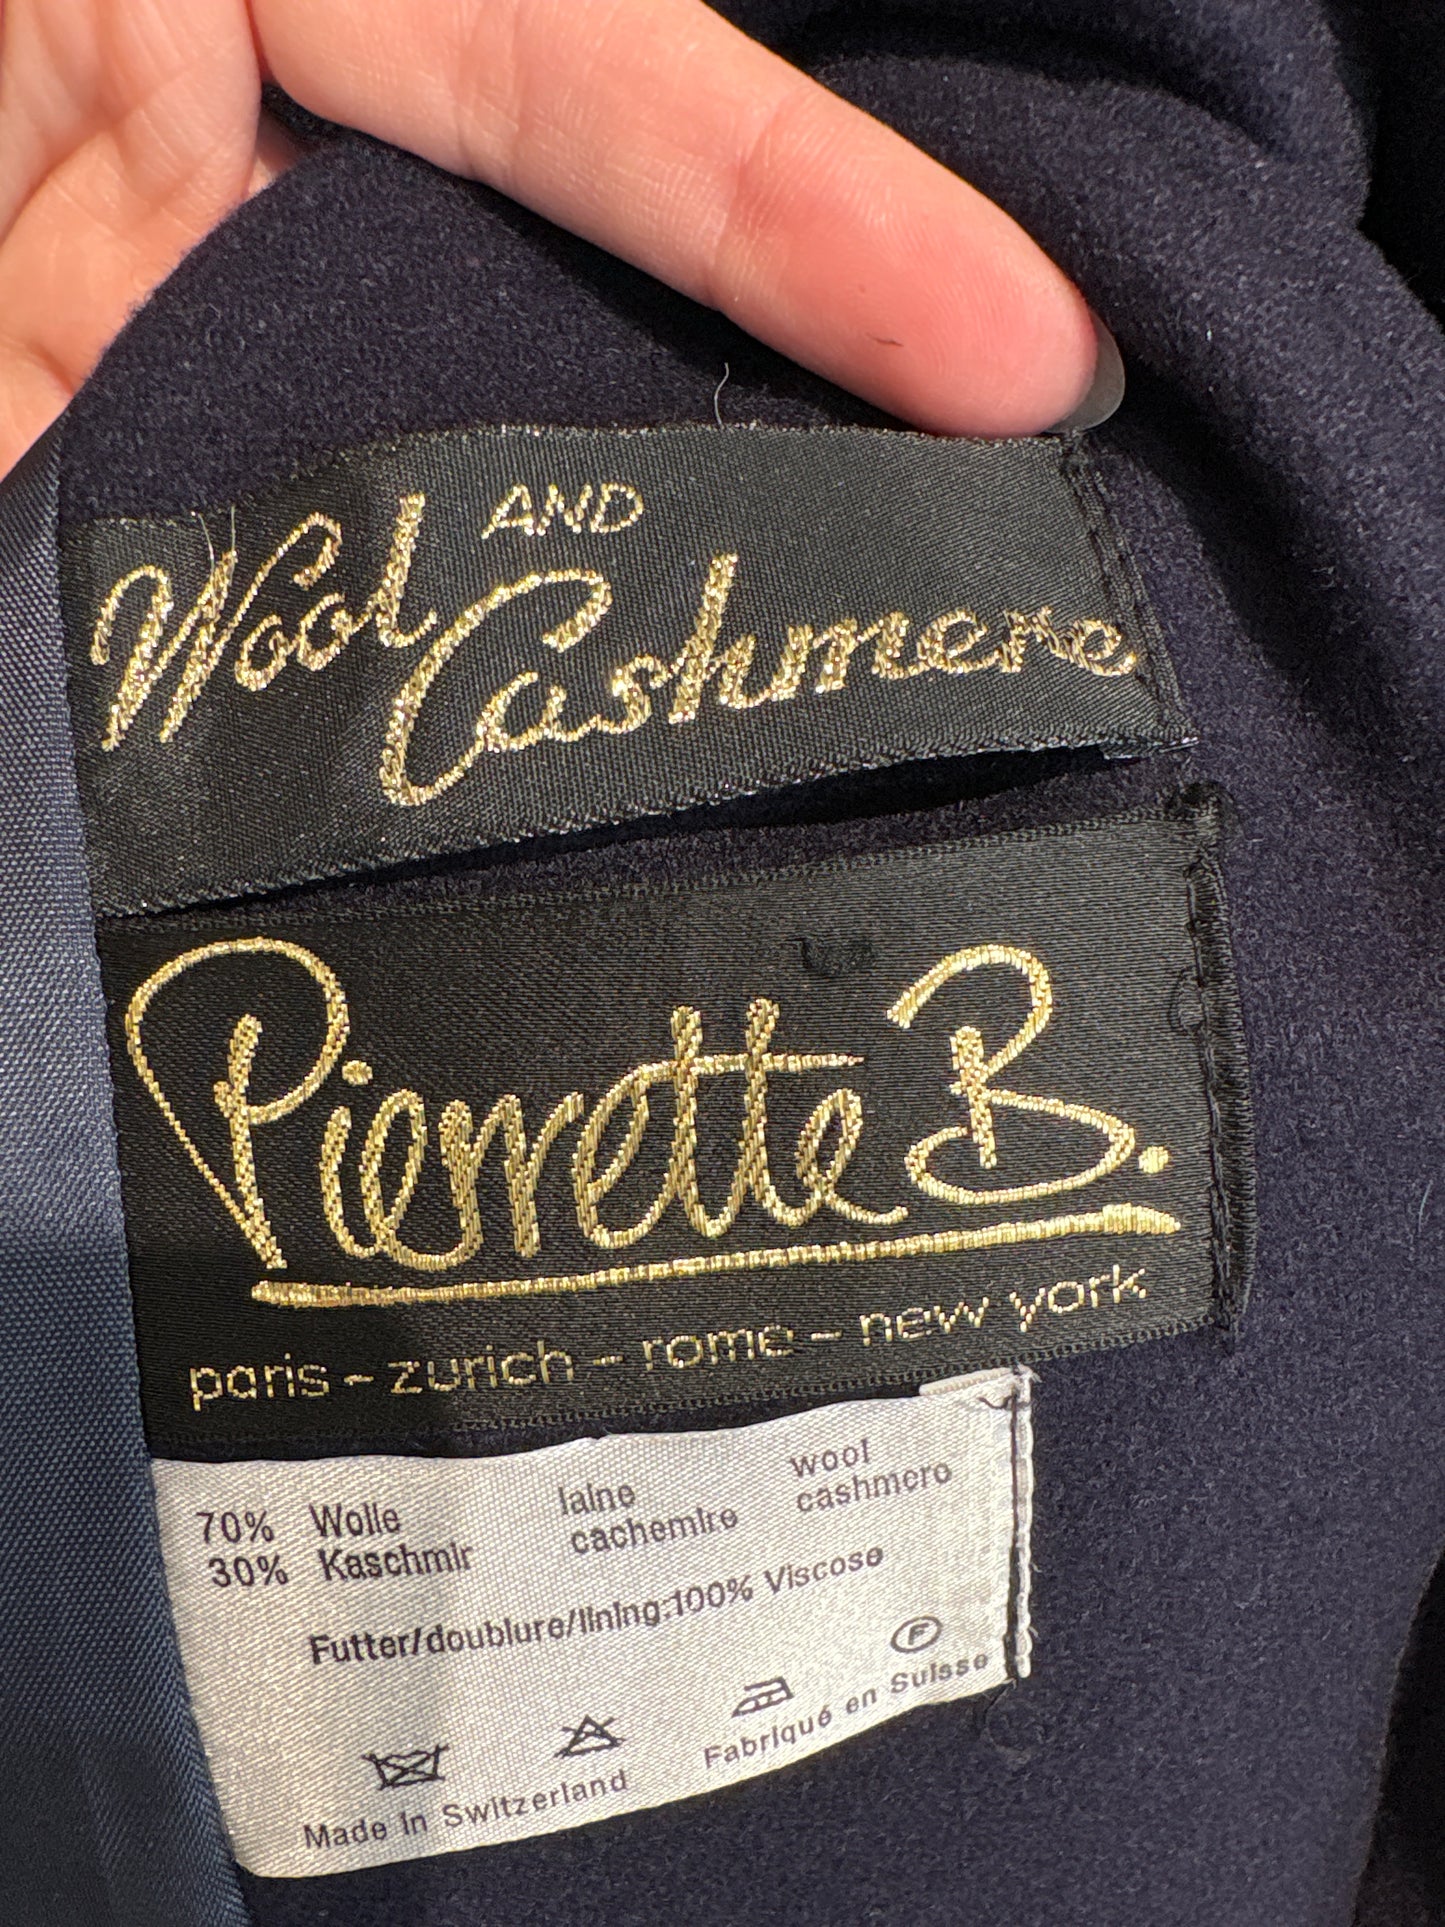 Wool AND Cashmere
Pierrette B.
paris - zurich - rome - new york
70% Wolle laine wool
30% Kaschmir cachemire cashmere
Futter/doublure/lining:100% Viscose
F
Made in Switzerland Fabriqué en Suisse